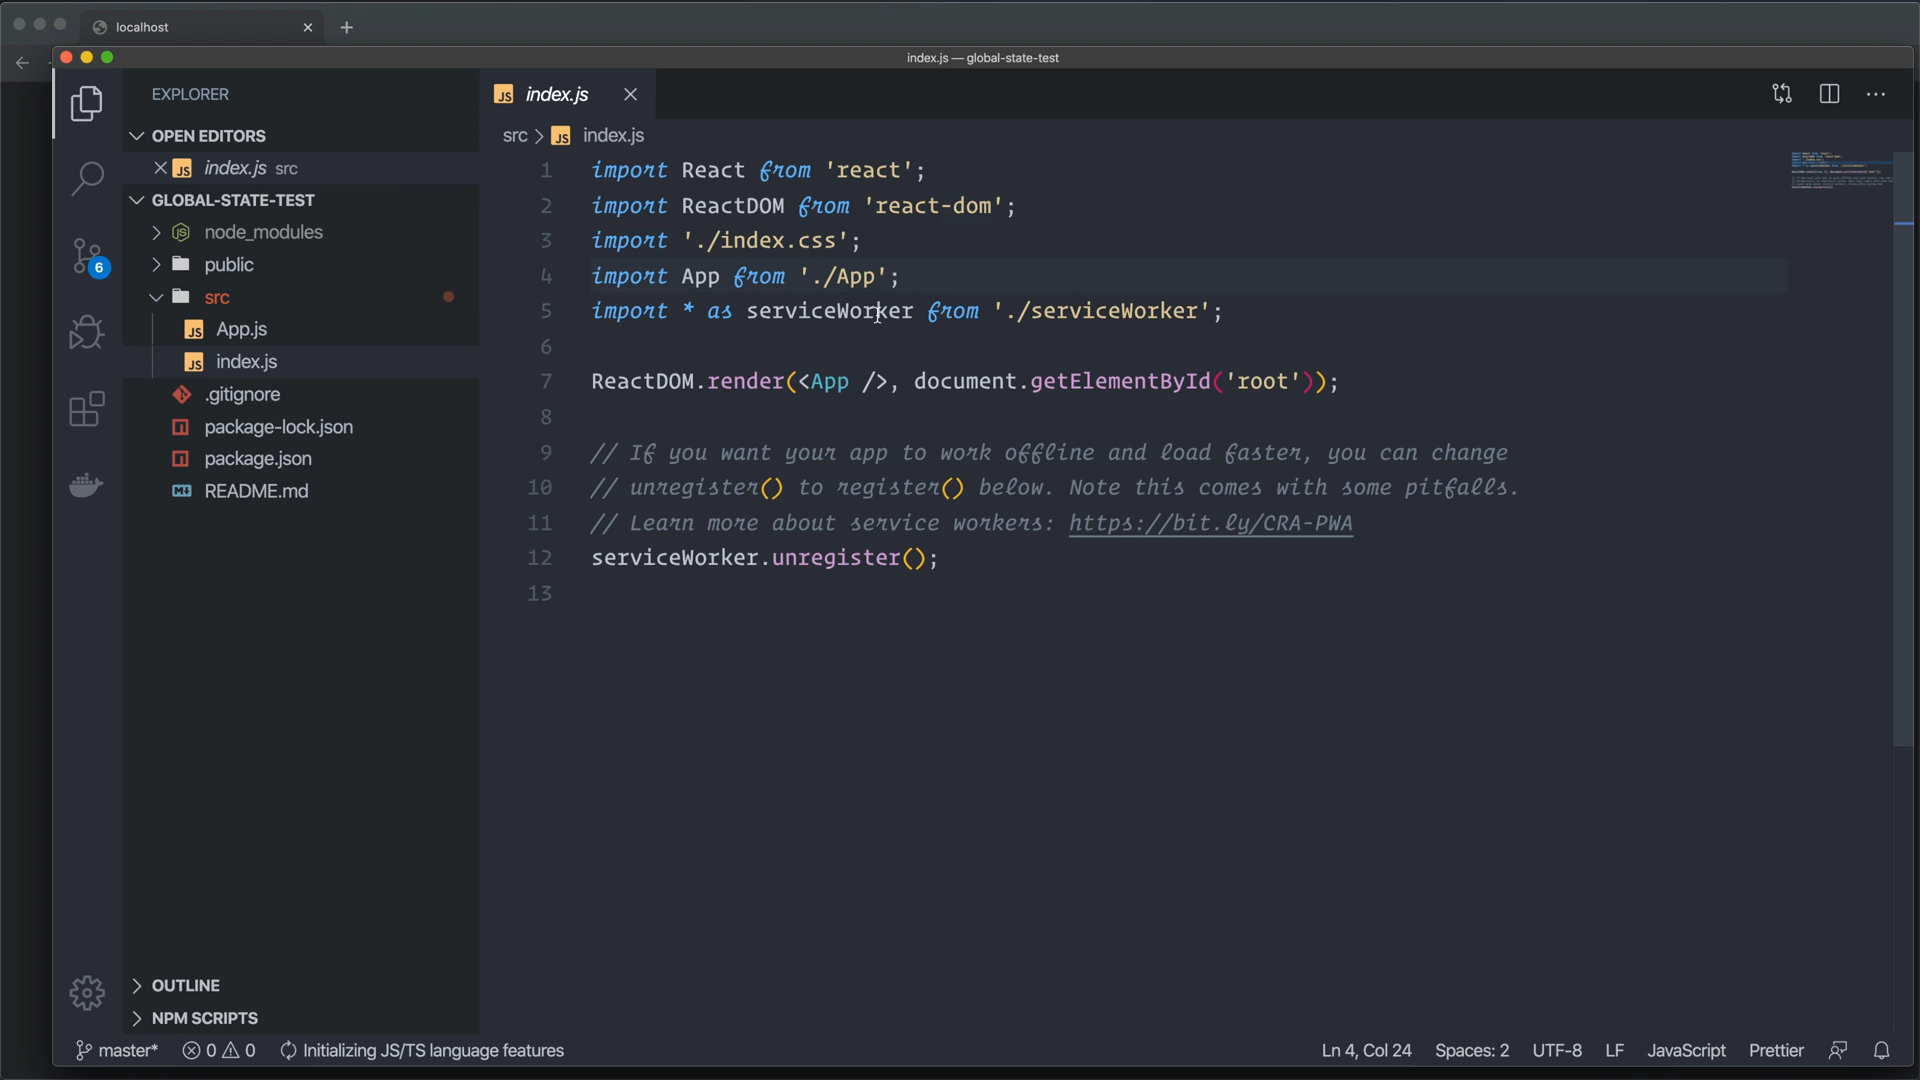 localhost
index.js — global-state-test
EXPLORER
OPEN EDITORS
index.js src
GLOBAL-STATE-TEST
node_modules
public
src
App.js
index.js
.gitignore
package-lock.json
package.json
README.md
OUTLINE
NPM SCRIPTS
6
JS index.js
src > JS index.js
1 import React from 'react';
2 import ReactDOM from 'react-dom';
3 import './index.css';
4 import App from './App';
5 import * as serviceWorker from './serviceWorker';
6
7 ReactDOM.render(<App />, document.getElementById('root'));
8
9 // If you want your app to work offline and load faster, you can change
10 // unregister() to register() below. Note this comes with some pitfalls.
11 // Learn more about service workers: https://bit.ly/CRA-PWA
12 serviceWorker.unregister();
13
master* 0 0 Initializing JS/TS language features
Ln 4, Col 24 Spaces: 2 UTF-8 LF JavaScript Prettier